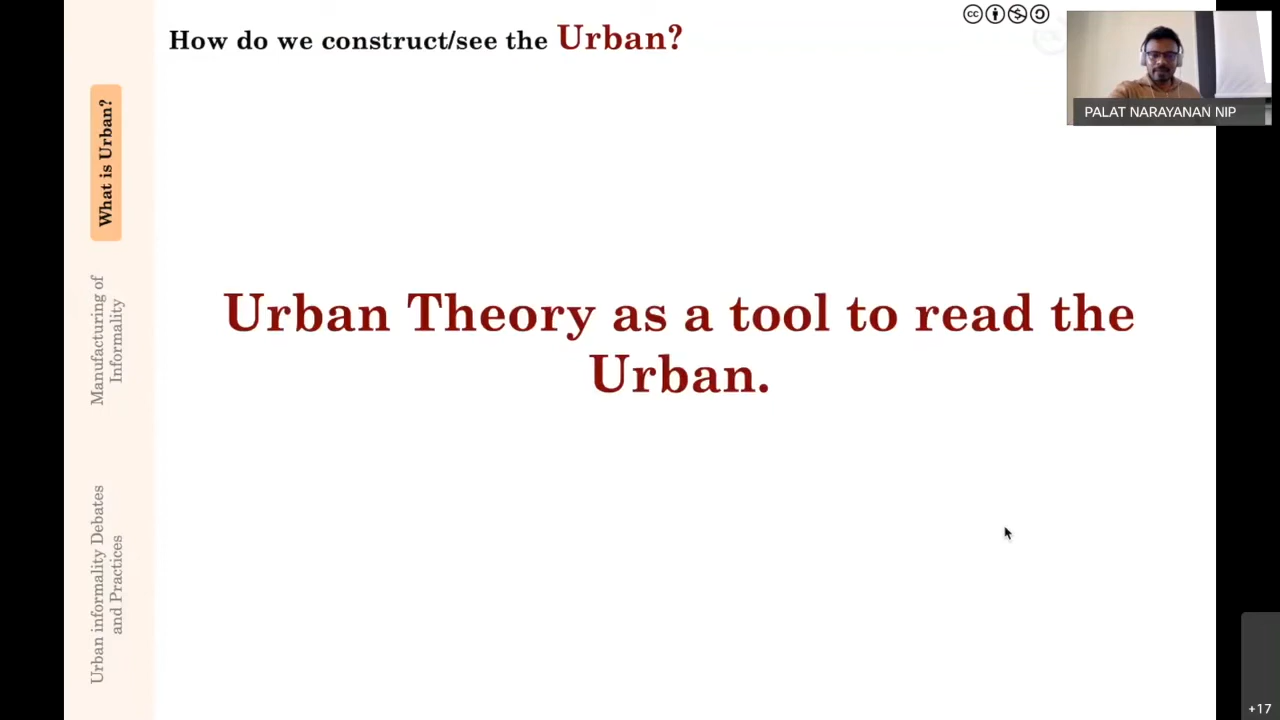 How do we construct/see the Urban?
PALAT NARAYANAN NIP
What is Urban?
Manufacturing of
Informality
Urban informality Debates
and Practices
Urban Theory as a tool to read the
Urban.
+17